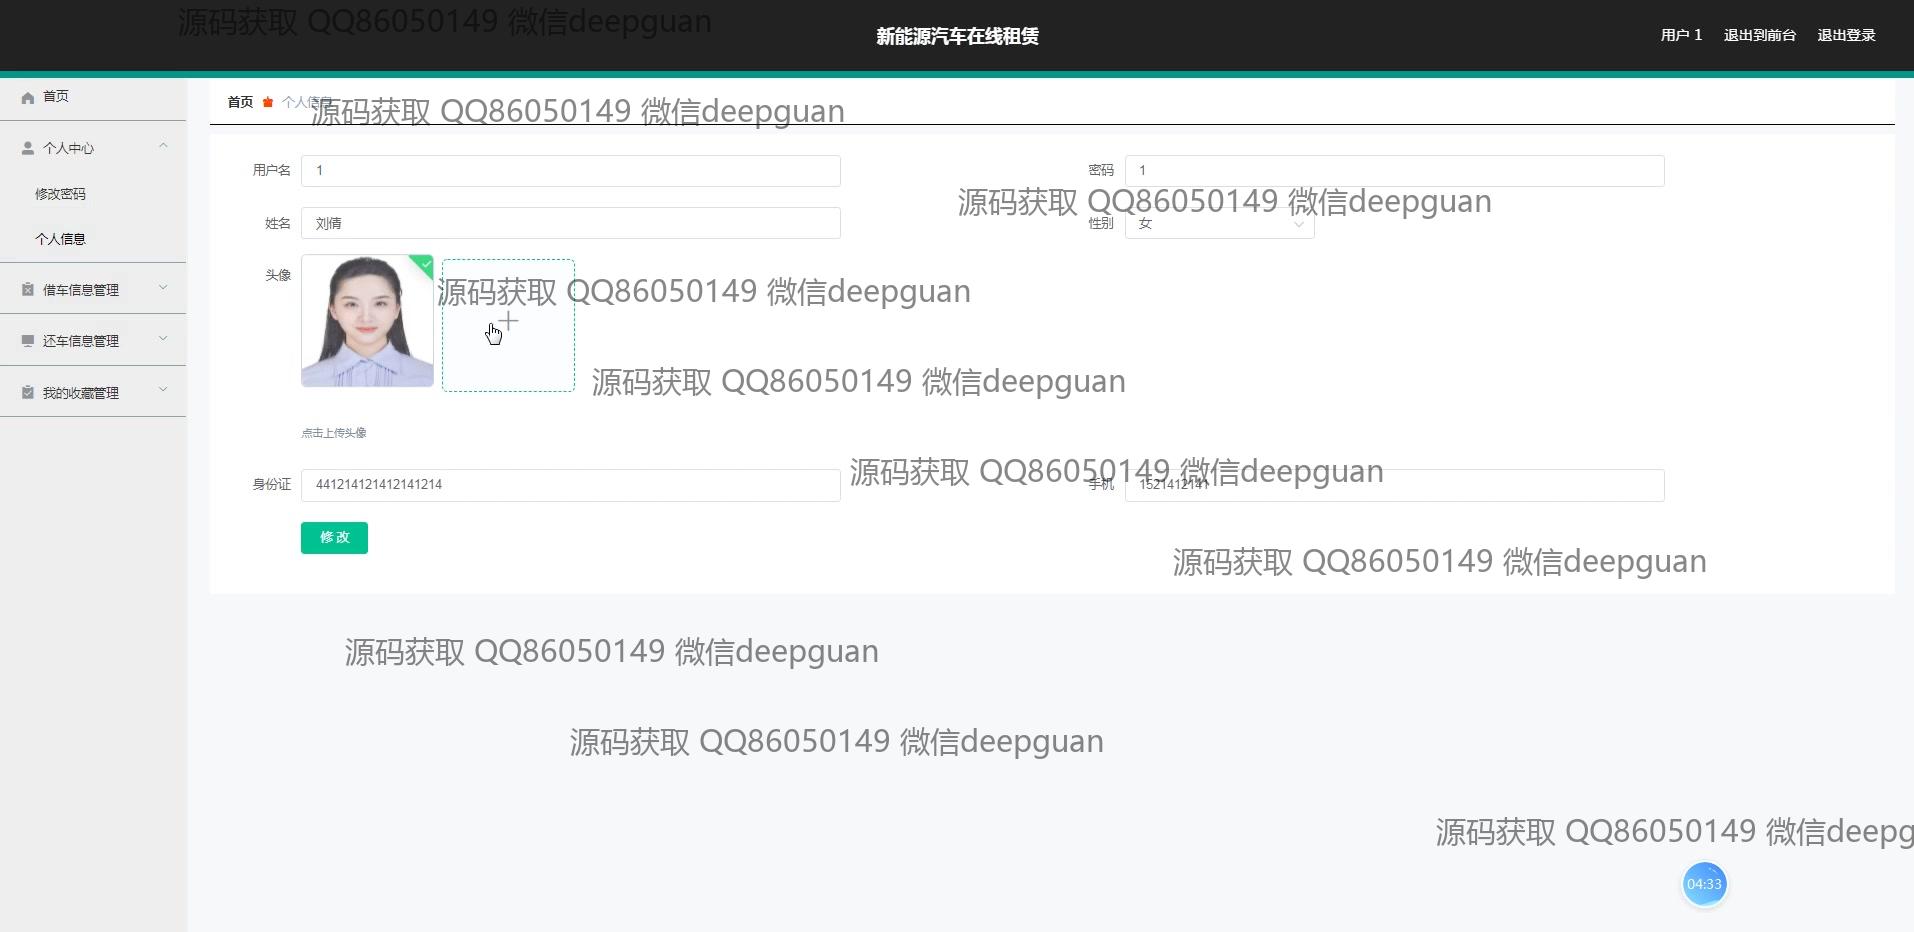 源码获取 QQ86050149 微信deepguan
新能源汽车在线租赁
用户 1 退出到前台 退出登录
首页
首页 个人信息
源码获取 QQ86050149 微信deepguan
个人中心
用户名 1
密码 1
修改密码
源码获取 QQ86050149 微信deepguan
姓名 刘倩
性别 女
个人信息
头像
借车信息管理
源码获取 QQ86050149 微信deepguan
还车信息管理
源码获取 QQ86050149 微信deepguan
我的收藏管理
点击上传头像
源码获取 QQ86050149 微信deepguan
身份证 441214121412141214
手机 1521412141
修改
源码获取 QQ86050149 微信deepguan
源码获取 QQ86050149 微信deepguan
源码获取 QQ86050149 微信deepguan
源码获取 QQ86050149 微信deepg
04:33